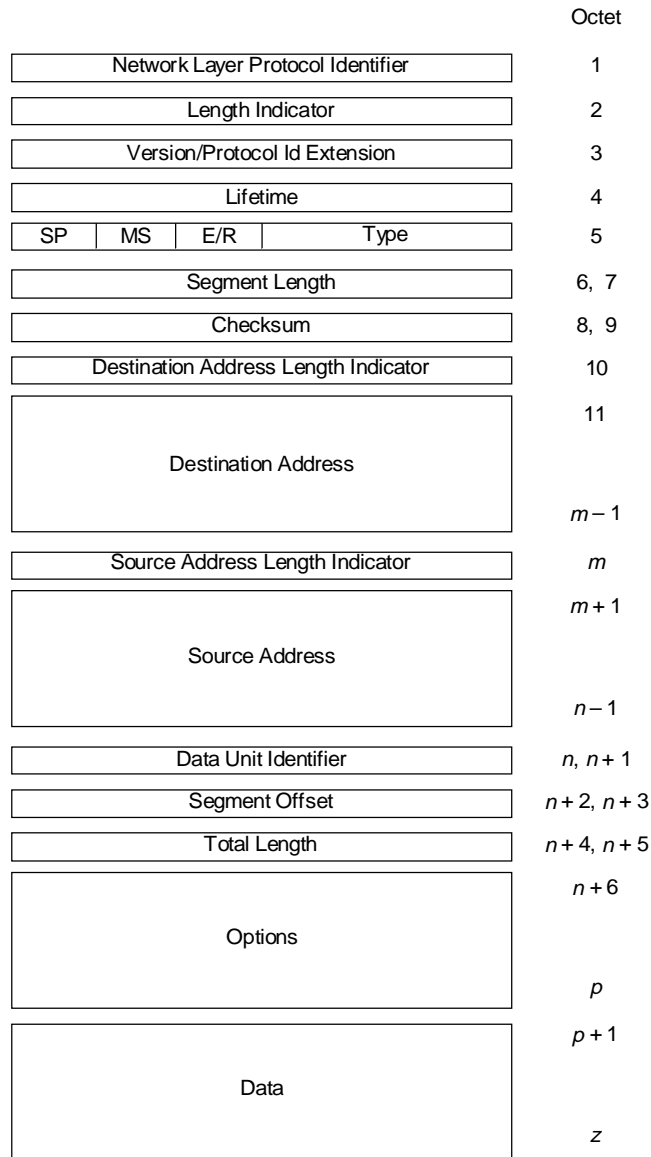 Octet
Network Layer Protocol Identifier 1
Length Indicator 2
Version/Protocol Id Extension 3
Lifetime 4
SP MS E/R Type 5
Segment Length 6, 7
Checksum 8, 9
Destination Address Length Indicator 10
11
Destination Address
m – 1
Source Address Length Indicator m
m + 1
Source Address
n – 1
Data Unit Identifier n, n + 1
Segment Offset n + 2, n + 3
Total Length n + 4, n + 5
n + 6
Options
p
p + 1
Data
z